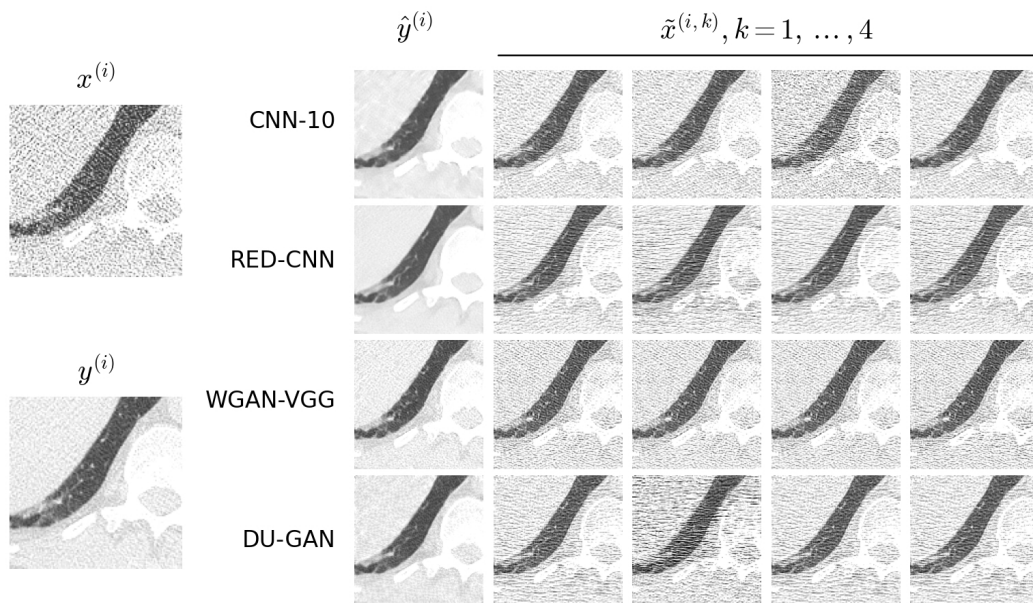 ŷ⁽ⁱ⁾
x̃⁽ⁱ,ᵏ⁾, k = 1, ..., 4
x⁽ⁱ⁾
CNN-10
RED-CNN
y⁽ⁱ⁾
WGAN-VGG
DU-GAN